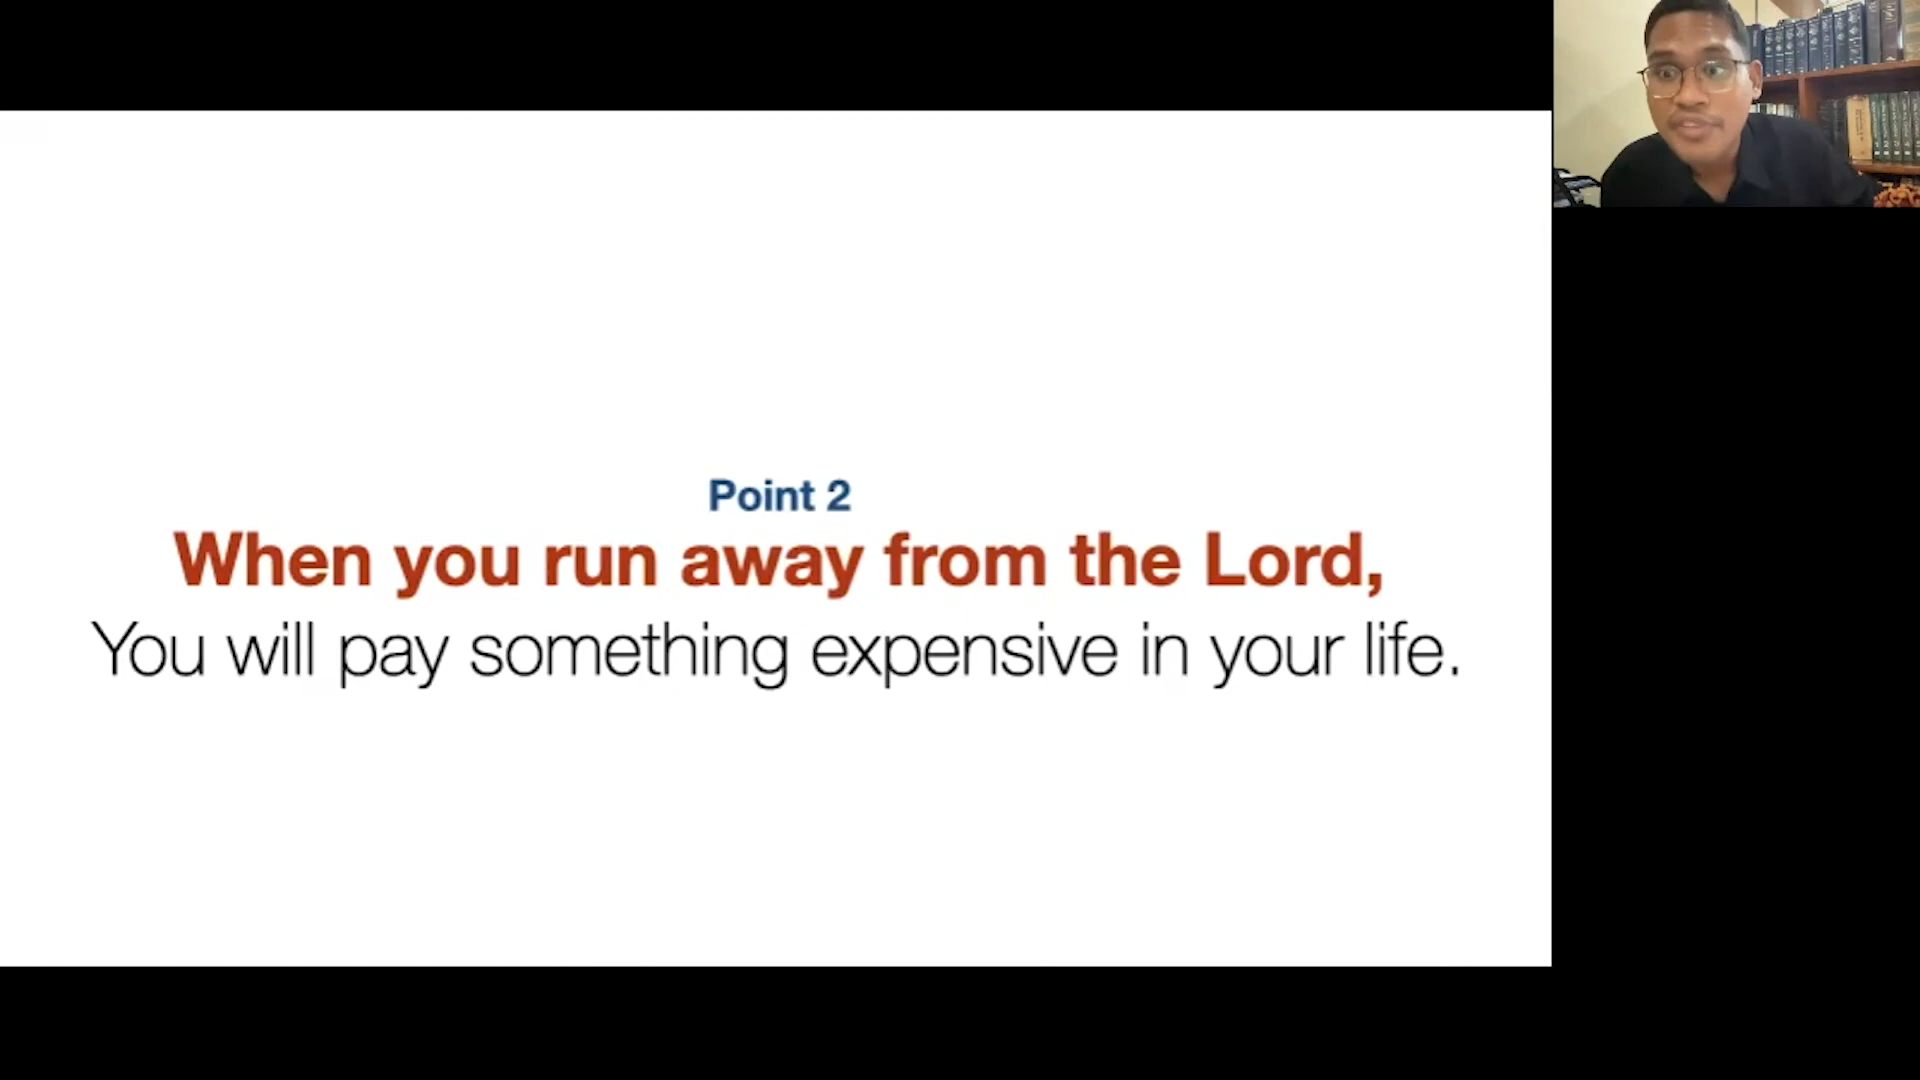 Point 2
When you run away from the Lord,
You will pay something expensive in your life.